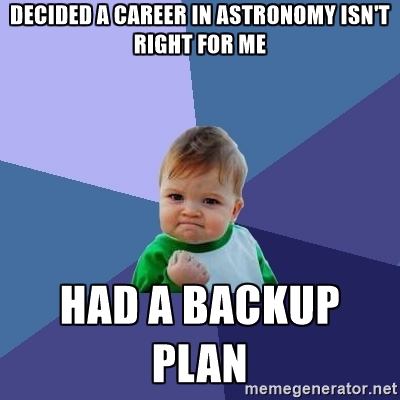 DECIDED A CAREER IN ASTRONOMY ISN'T
RIGHT FOR ME
HAD A BACKUP
PLAN
memegenerator.net